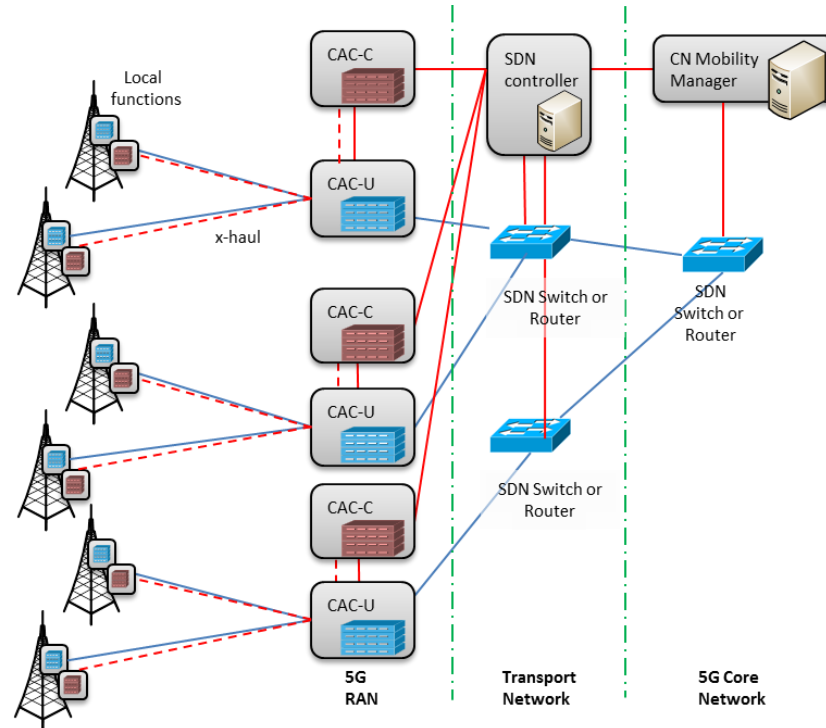 CAC-C
SDN
controller
CN Mobility
Manager
Local
functions
CAC-U
x-haul
SDN Switch or
Router
SDN
Switch or
Router
CAC-C
CAC-U
SDN Switch or
Router
CAC-C
CAC-U
5G
RAN
Transport
Network
5G Core
Network